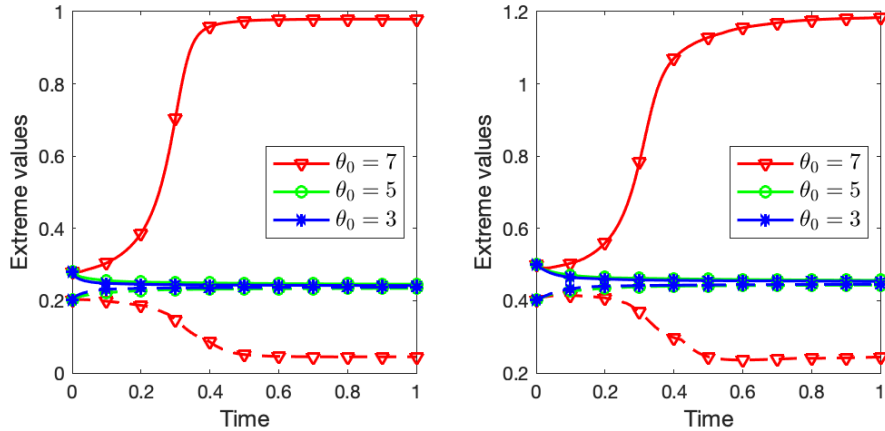 1
0.8
0.6
0.4
0.2
0
Extreme values
0 0.2 0.4 0.6 0.8 1
Time
θ₀ = 7
θ₀ = 5
θ₀ = 3
1.2
1
0.8
0.6
0.4
0.2
Extreme values
0 0.2 0.4 0.6 0.8 1
Time
θ₀ = 7
θ₀ = 5
θ₀ = 3